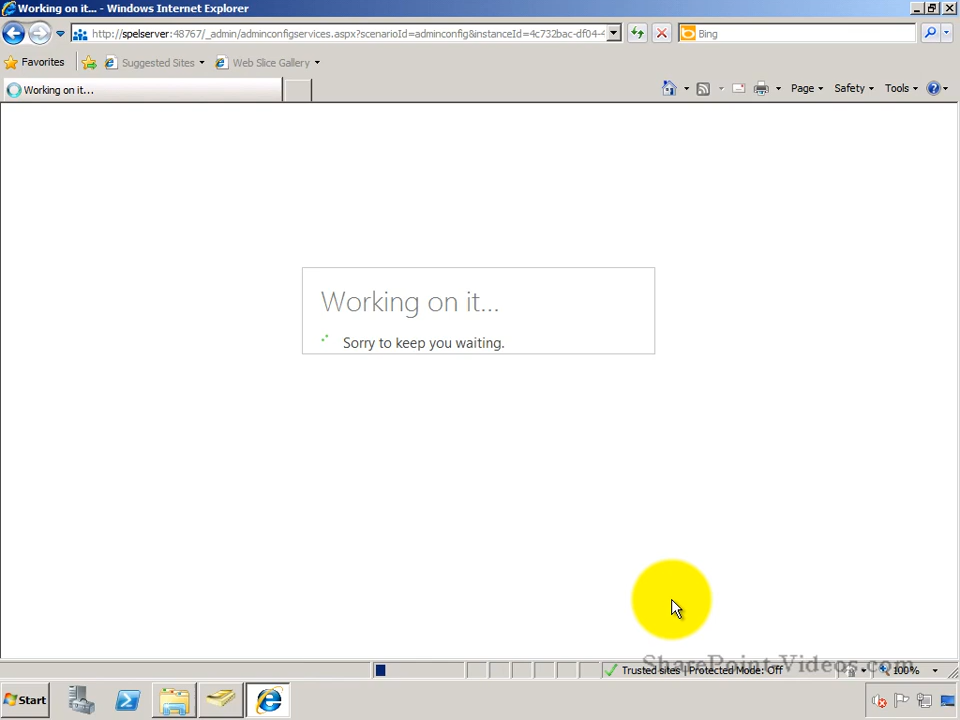 Working on it... - Windows Internet Explorer
http://spelserver:48767/_admin/adminconfigservices.aspx?scenarioId=adminconfig&instanceId=4c732bac-df04-4
Bing
Favorites Suggested Sites Web Slice Gallery
Working on it... Page Safety Tools
Working on it...
Sorry to keep you waiting.
Trusted sites | Protected Mode: Off 100%
SharePoint-Videos.com
Start